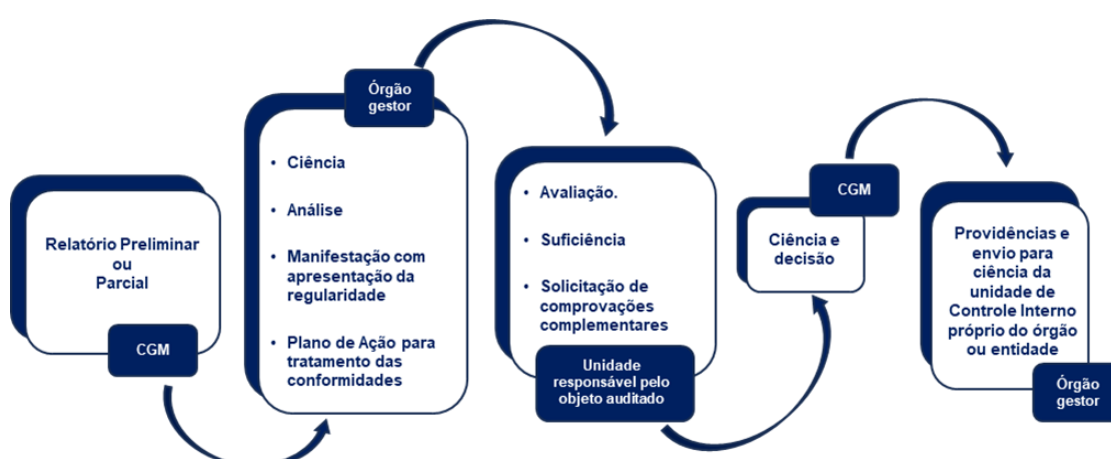 Relatório Preliminar
ou
Parcial
CGM
Órgão
gestor
• Ciência
• Análise
• Manifestação com
apresentação da
regularidade
• Plano de Ação para
tratamento das
conformidades
• Avaliação.
• Suficiência
• Solicitação de
comprovações
complementares
Unidade
responsável pelo
objeto auditado
CGM
Ciência e
decisão
Providências e
envio para
ciência da
unidade de
Controle Interno
próprio do órgão
ou entidade
Órgão
gestor